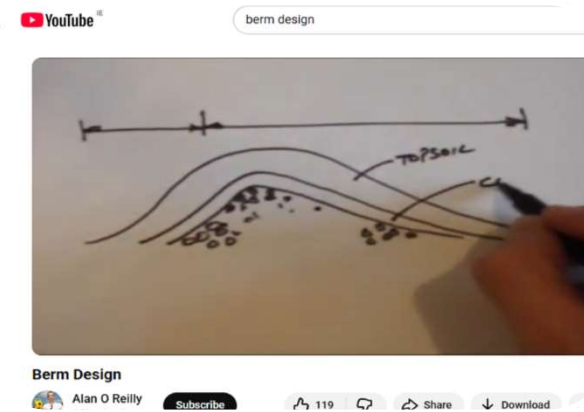 YouTube IE
berm design
TOPSOIL
Berm Design
Alan O Reilly
Subscribe
119
Share
Download